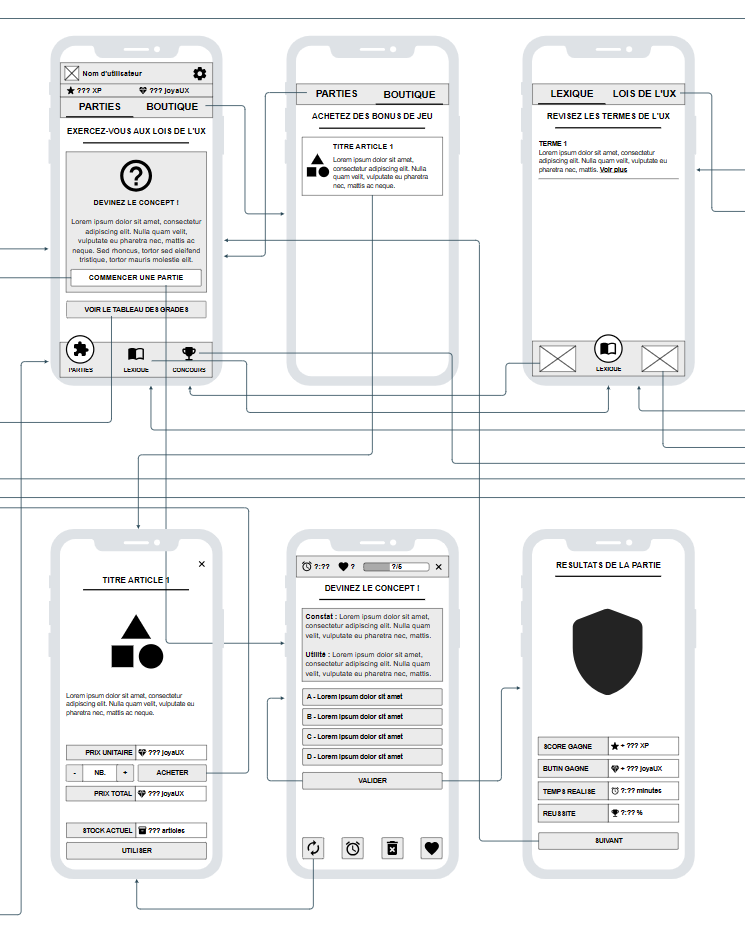 Nom d'utilisateur
??? XP
??? joyaUX
PARTIES
BOUTIQUE
EXERCEZ-VOUS AUX LOIS DE L'UX
DEVINEZ LE CONCEPT !
Lorem ipsum dolor sit amet, consectetur
adipiscing elit. Nulla quam velit,
vulputate eu pharetra nec, mattis ac
neque. Sed rhoncus, tortor sed eleifend
tristique, tortor mauris molestie elit.
COMMENCER UNE PARTIE
VOIR LE TABLEAU DES GRADES
PARTIES
LEXIQUE
CONCOURS
PARTIES
BOUTIQUE
ACHETEZ DES BONUS DE JEU
TITRE ARTICLE 1
Lorem ipsum dolor sit amet,
consectetur adipiscing elit. Nulla
quam velit, vulputate eu pharetra
nec, mattis ac neque.
LEXIQUE
LOIS DE L'UX
REVISEZ LES TERMES DE L'UX
TERME 1
Lorem ipsum dolor sit amet, consectetur
adipiscing elit. Nulla quam velit, vulputate eu
pharetra nec, mattis. Voir plus
LEXIQUE
TITRE ARTICLE 1
Lorem ipsum dolor sit amet, consectetur
adipiscing elit. Nulla quam velit, vulputate eu
pharetra nec, mattis ac neque.
PRIX UNITAIRE
??? joyaUX
-
NB.
+
ACHETER
PRIX TOTAL
??? joyaUX
STOCK ACTUEL
??? articles
UTILISER
?:??
?
?/5
DEVINEZ LE CONCEPT !
Constat : Lorem ipsum dolor sit amet,
consectetur adipiscing elit. Nulla quam
velit, vulputate eu pharetra nec, mattis.
Utilité : Lorem ipsum dolor sit amet,
consectetur adipiscing elit. Nulla quam
velit, vulputate eu pharetra nec, mattis.
A - Lorem ipsum dolor sit amet
B - Lorem ipsum dolor sit amet
C - Lorem ipsum dolor sit amet
D - Lorem ipsum dolor sit amet
VALIDER
RESULTATS DE LA PARTIE
SCORE GAGNE
+ ??? XP
BUTIN GAGNE
+ ??? joyaUX
TEMPS REALISE
?:?? minutes
REUSSITE
?:?? %
SUIVANT